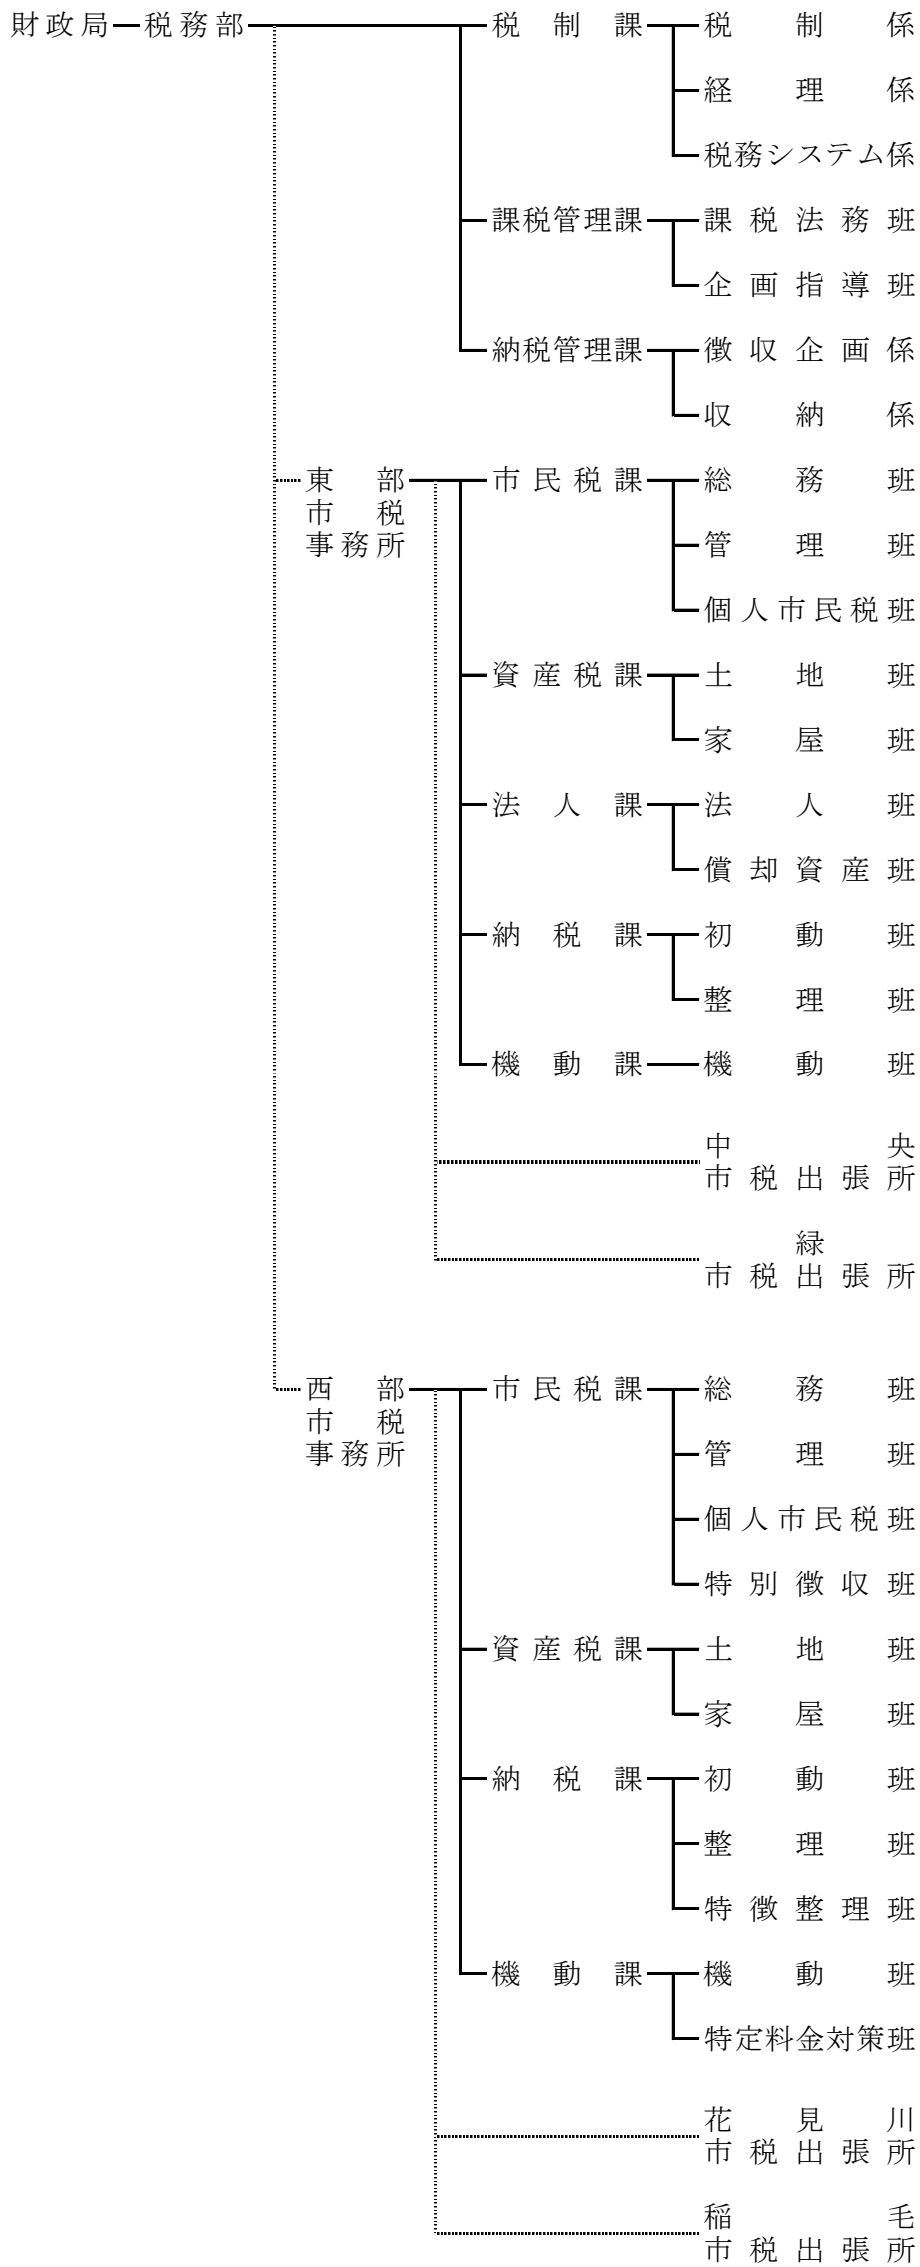 財政局 税務部 税制課 税制係
経理係
税務システム係
課税管理課 課税法務班
企画指導班
納税管理課 徴収企画係
収納係
東部 市民税課 総務班
市税
事務所 管理班
個人市民税班
資産税課 土地班
家屋班
法人課 法人班
償却資産班
納税課 初動班
整理班
機動課 機動班
中央
市税出張所
緑
市税出張所
西部 市民税課 総務班
市税
事務所 管理班
個人市民税班
特別徴収班
資産税課 土地班
家屋班
納税課 初動班
整理班
特徴整理班
機動課 機動班
特定料金対策班
花見川
市税出張所
稲毛
市税出張所